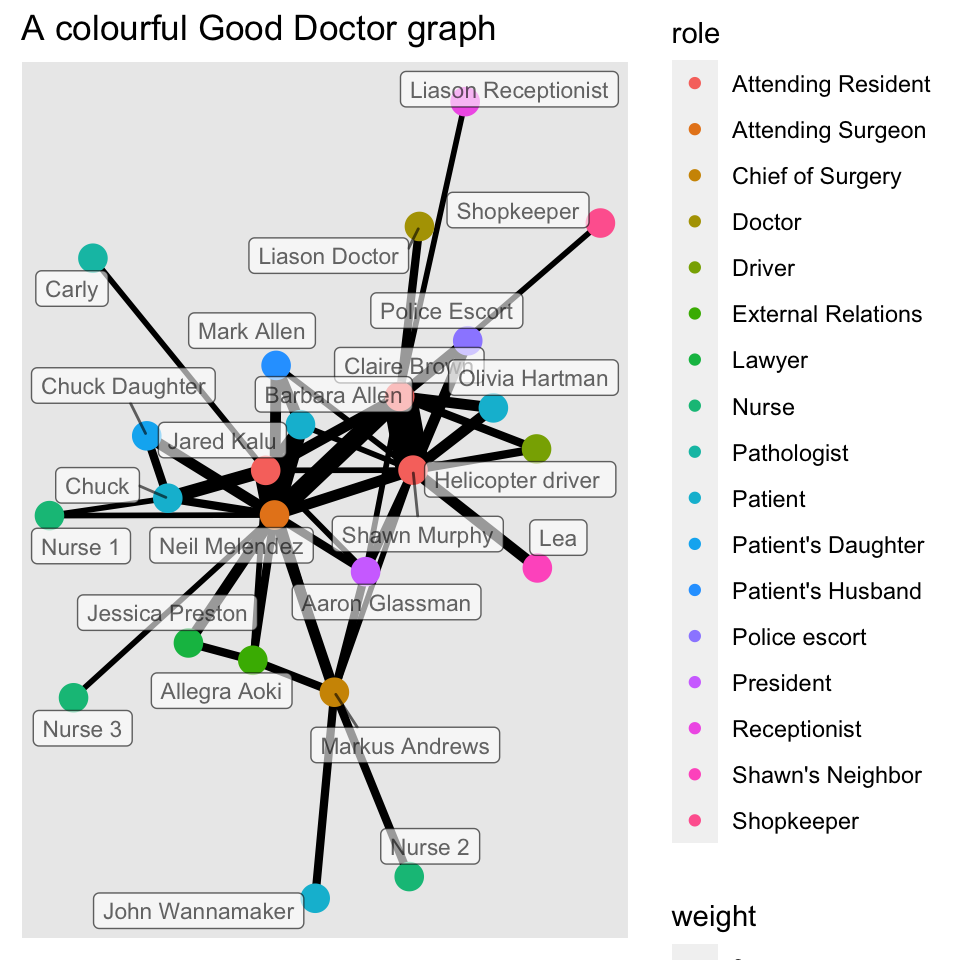 A colourful Good Doctor graph
Liason Receptionist
Shopkeeper
Liason Doctor
Carly
Police Escort
Mark Allen
Claire Brown
Olivia Hartman
Chuck Daughter
Barbara Allen
Jared Kalu
Helicopter driver
Chuck
Shawn Murphy
Lea
Nurse 1
Neil Melendez
Aaron Glassman
Jessica Preston
Allegra Aoki
Nurse 3
Markus Andrews
Nurse 2
John Wannamaker
role
Attending Resident
Attending Surgeon
Chief of Surgery
Doctor
Driver
External Relations
Lawyer
Nurse
Pathologist
Patient
Patient's Daughter
Patient's Husband
Police escort
President
Receptionist
Shawn's Neighbor
Shopkeeper
weight